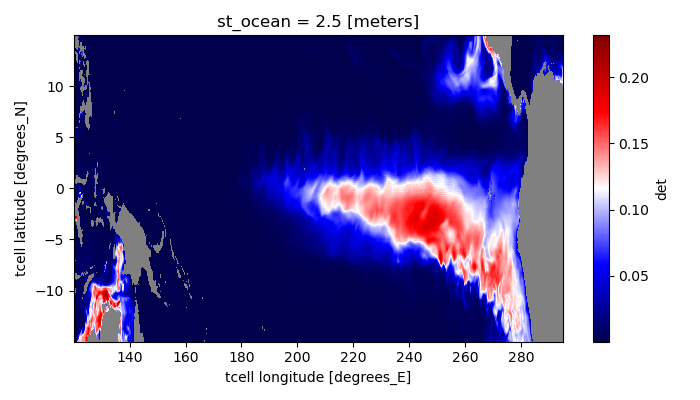 st_ocean = 2.5 [meters]
tcell latitude [degrees_N]
10
5
0
−5
−10
140 160 180 200 220 240 260 280
tcell longitude [degrees_E]
0.20
0.15
0.10
0.05
det